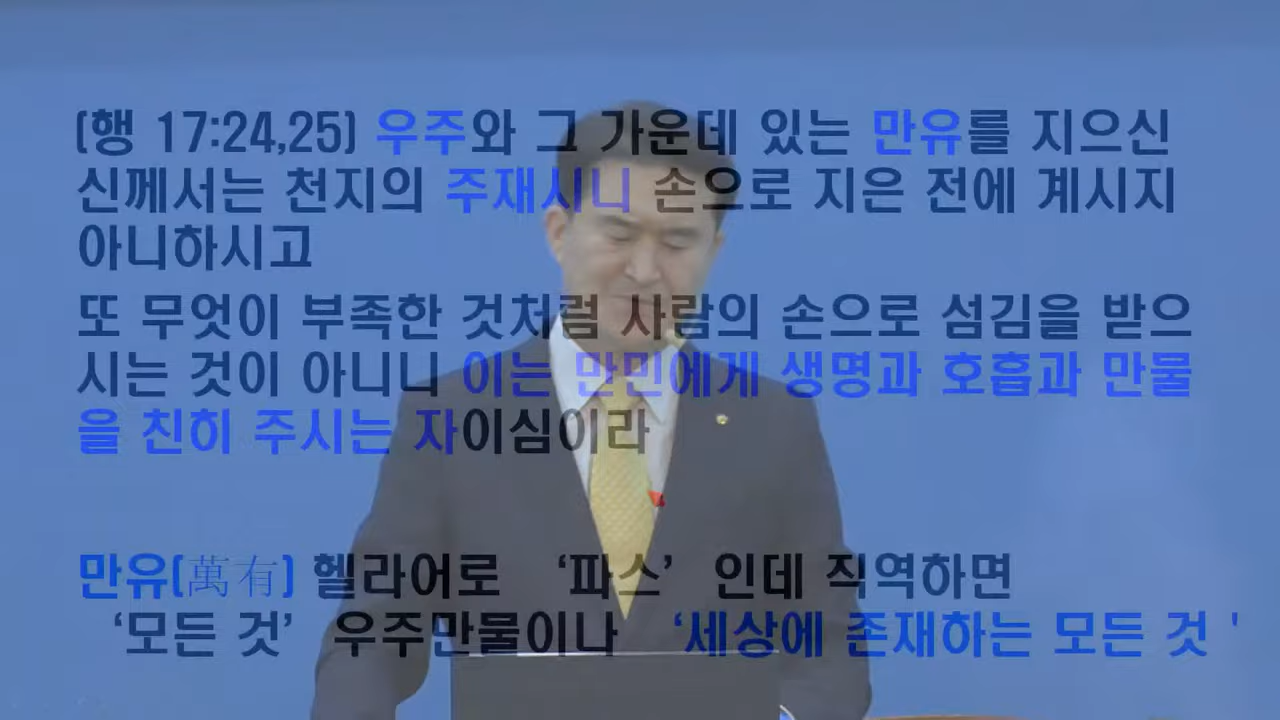 (행 17:24,25) 우주와 그 가운데 있는 만유를 지으신
신께서는 천지의 주재시니 손으로 지은 전에 계시지
아니하시고
또 무엇이 부족한 것처럼 사람의 손으로 섬김을 받으
시는 것이 아니니 이는 만민에게 생명과 호흡과 만물
을 친히 주시는 자이심이라
만유(萬有) 헬라어로 ‘파스’ 인데 직역하면
‘모든 것’ 우주만물이나 ‘세상에 존재하는 모든 것 '